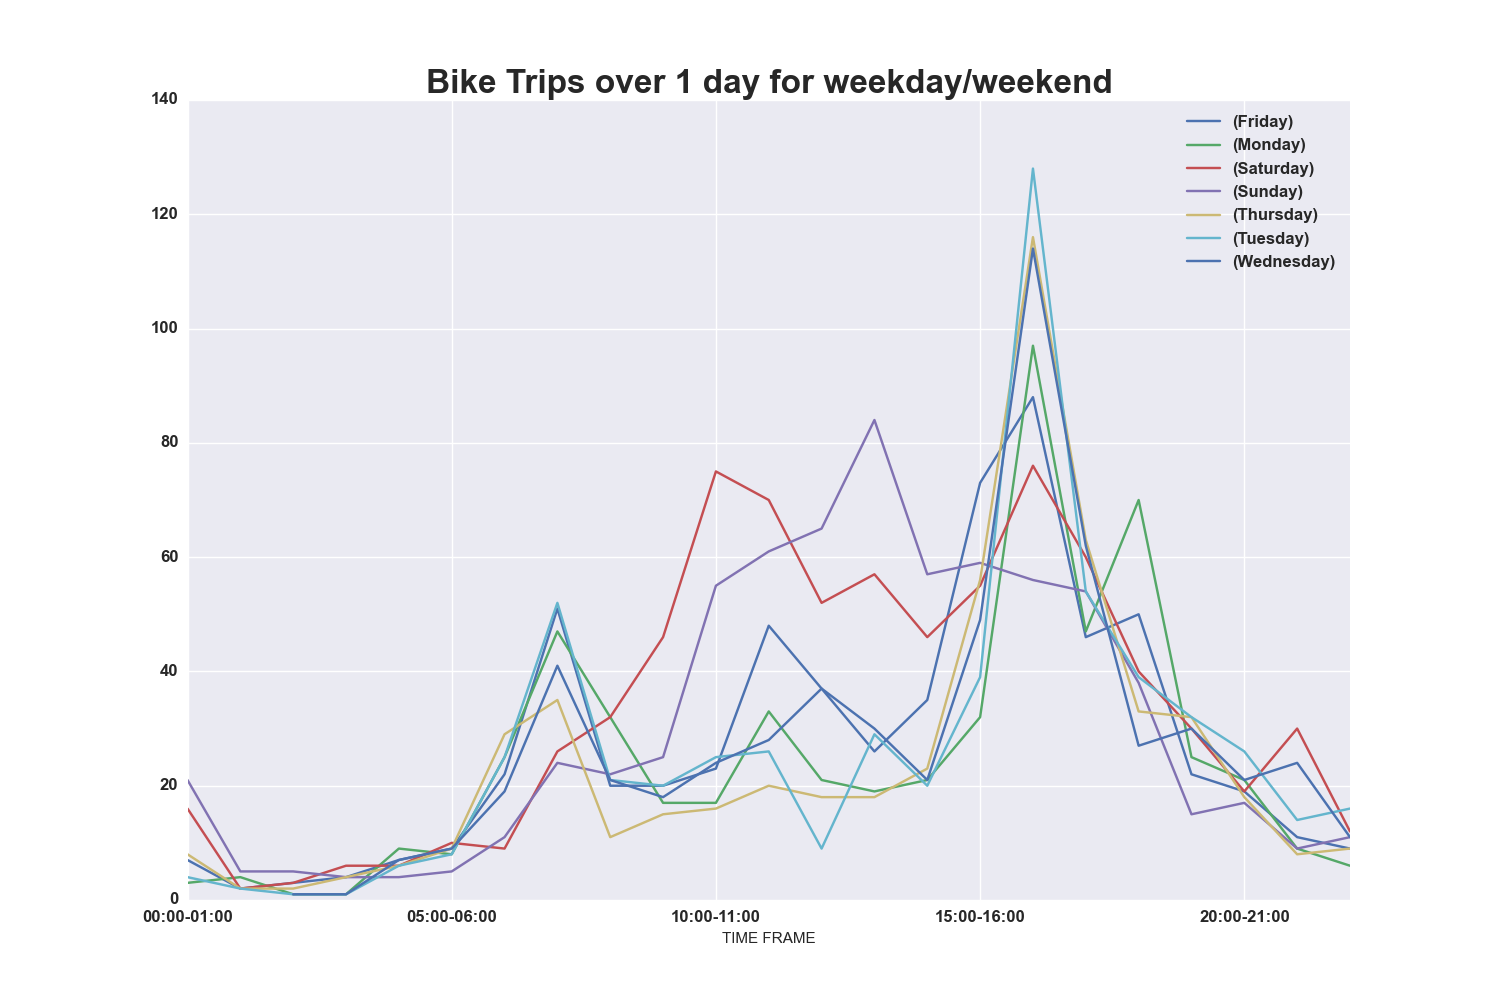 Bike Trips over 1 day for weekday/weekend
140
120
100
80
60
40
20
0
(Friday)
(Monday)
(Saturday)
(Sunday)
(Thursday)
(Tuesday)
(Wednesday)
00:00-01:00 05:00-06:00 10:00-11:00 15:00-16:00 20:00-21:00
TIME FRAME